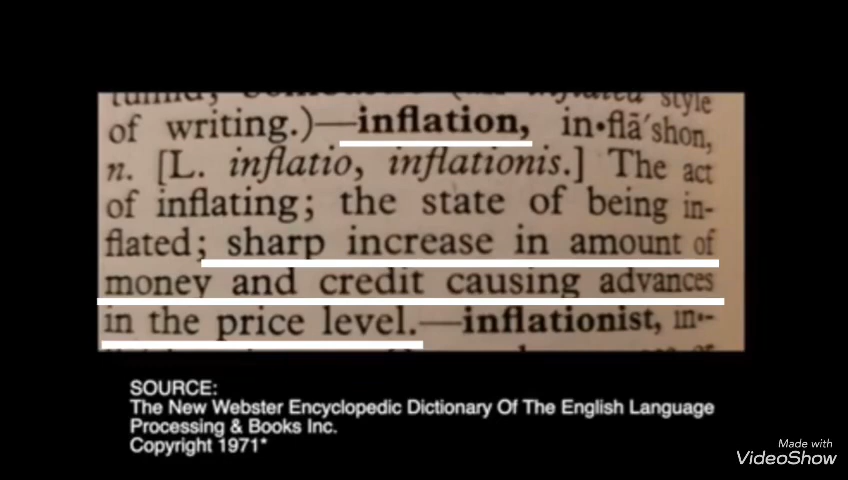 style
of writing.)—inflation, in•flā′shon,
n. [L. inflatio, inflationis.] The act
of inflating; the state of being in-
flated; sharp increase in amount of
money and credit causing advances
in the price level.—inflationist, in•-
SOURCE:
The New Webster Encyclopedic Dictionary Of The English Language
Processing & Books Inc.
Copyright 1971*
Made with
VideoShow